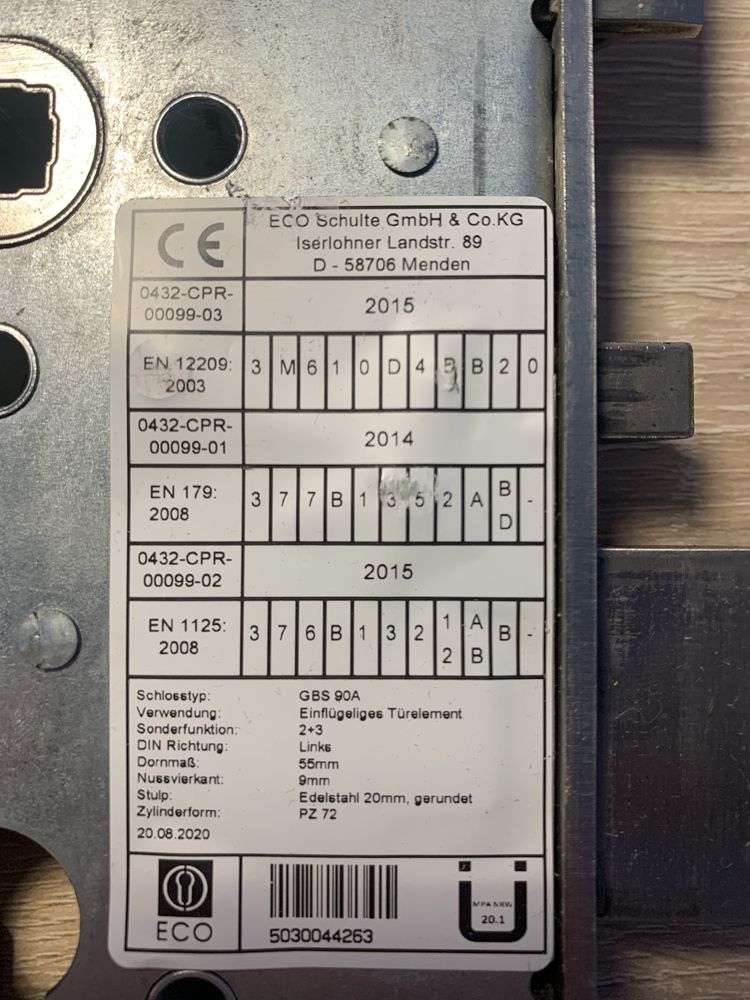 CE
ECO Schulte GmbH & Co.KG
Iserlohner Landstr. 89
D - 58706 Menden
0432-CPR-
00099-03
2015
EN 12209:
2003
3 M 6 1 0 D 4 B B 2 0
0432-CPR-
00099-01
2014
EN 179:
2008
3 7 7 B 1 3 5 2 A B D -
0432-CPR-
00099-02
2015
EN 1125:
2008
3 7 6 B 1 3 2 1 2 A B B -
Schlosstyp: GBS 90A
Verwendung: Einflügeliges Türelement
Sonderfunktion: 2+3
DIN Richtung: Links
Dornmaß: 55mm
Nussvierkant: 9mm
Stulp: Edelstahl 20mm, gerundet
Zylinderform: PZ 72
20.08.2020
ECO
5030044263
Ü
MPA NRW
20.1